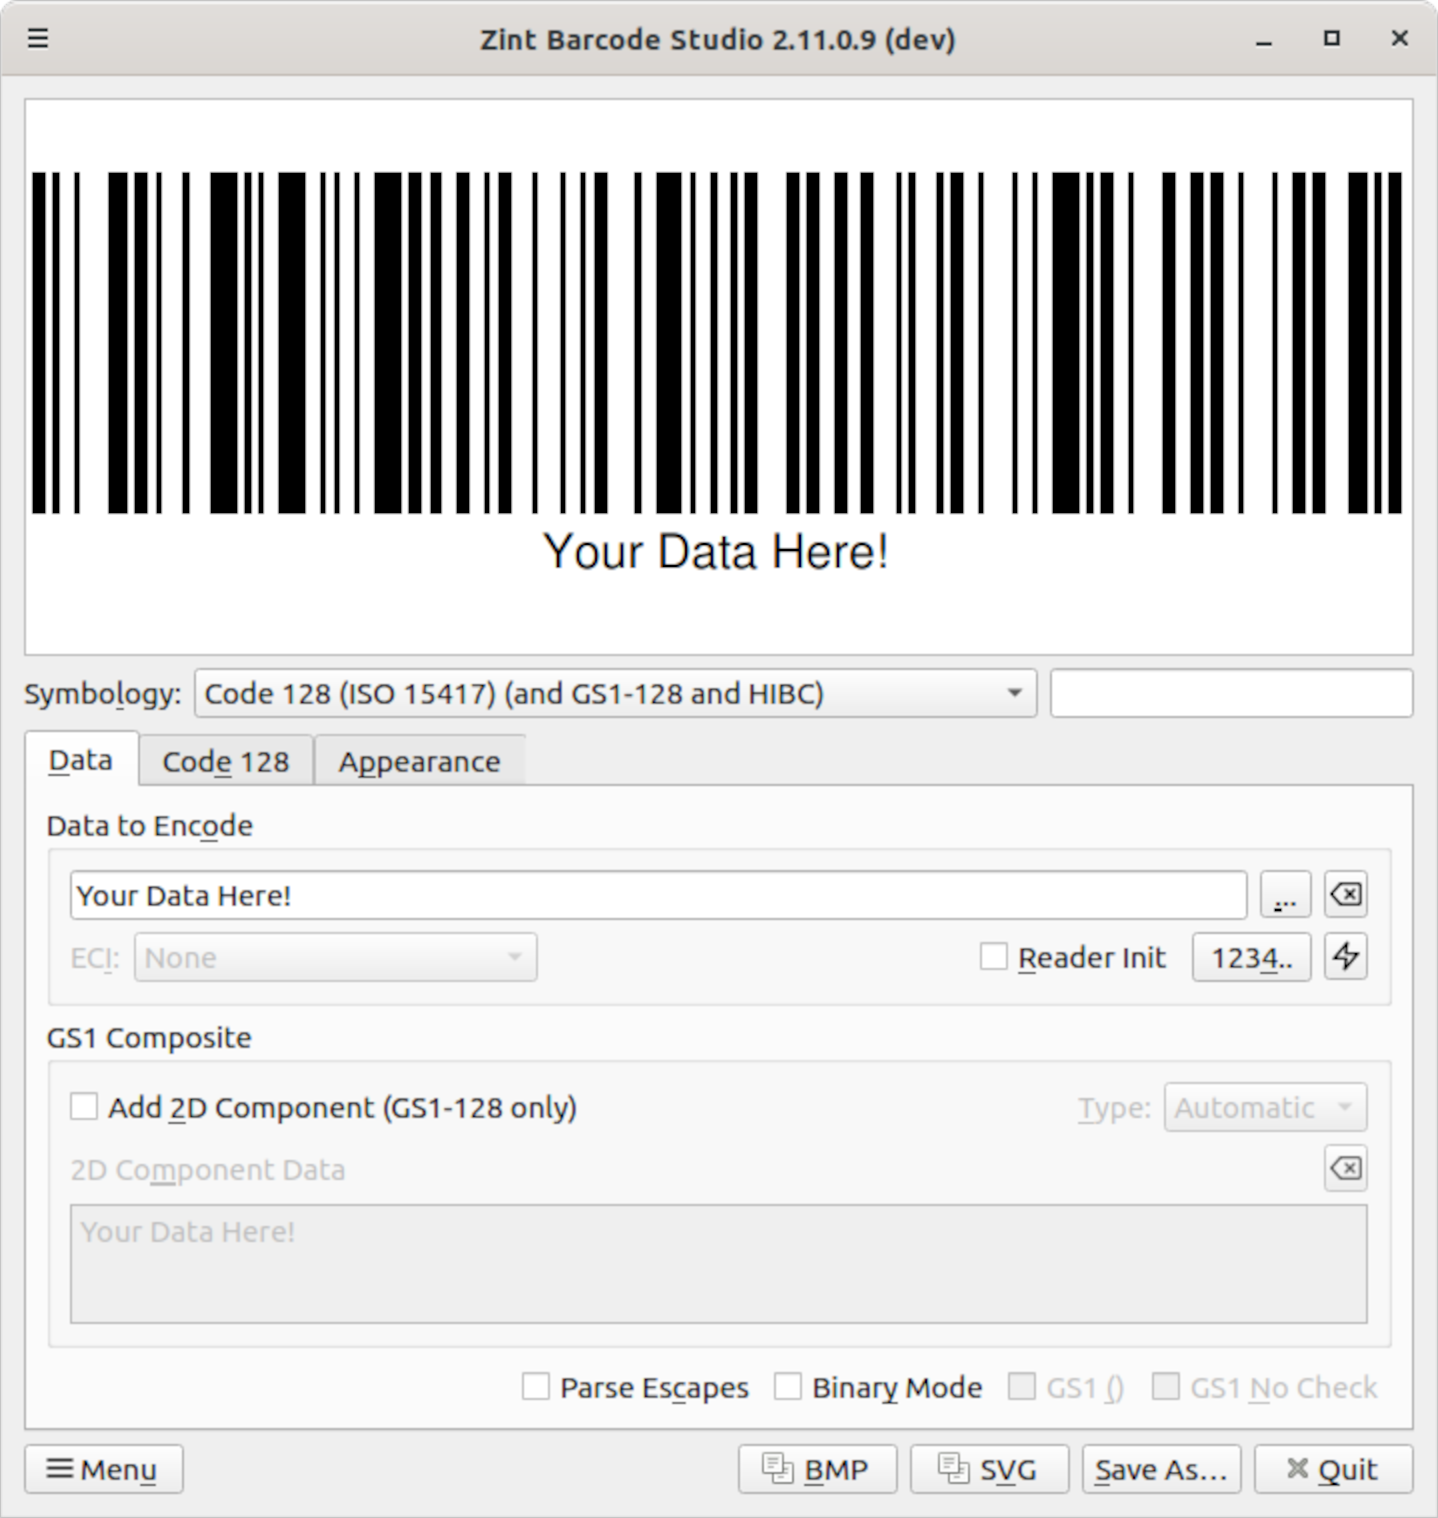 Zint Barcode Studio 2.11.0.9 (dev)
Your Data Here!
Symbology: Code 128 (ISO 15417) (and GS1-128 and HIBC)
Data Code 128 Appearance
Data to Encode
Your Data Here! ...
ECI: None Reader Init 1234..
GS1 Composite
Add 2D Component (GS1-128 only) Type: Automatic
2D Component Data
Your Data Here!
Parse Escapes Binary Mode GS1 () GS1 No Check
Menu BMP SVG Save As... Quit